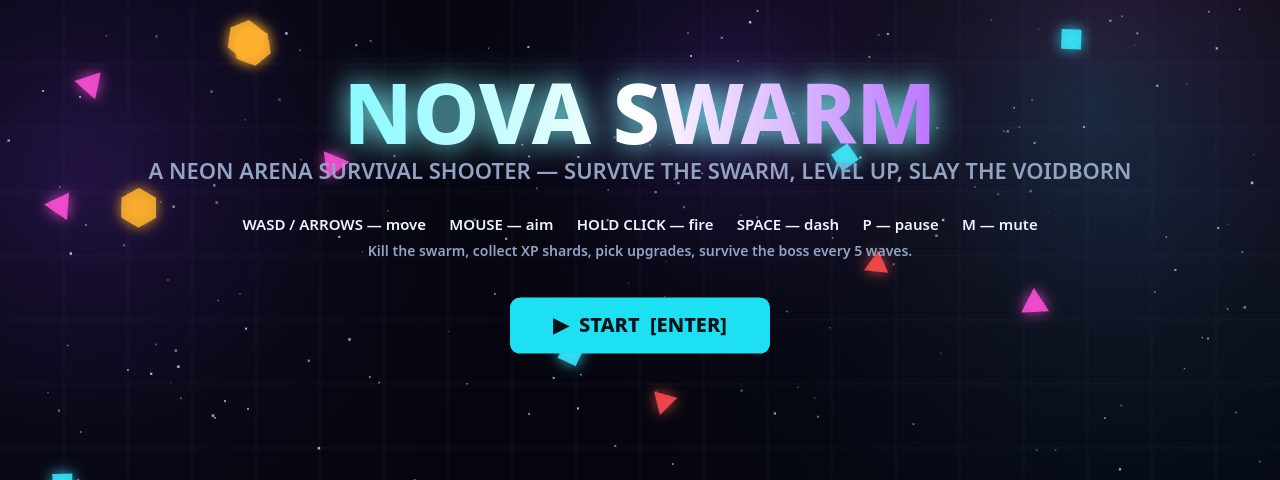 NOVA SWARM
A NEON ARENA SURVIVAL SHOOTER — SURVIVE THE SWARM, LEVEL UP, SLAY THE VOIDBORN
WASD / ARROWS — move MOUSE — aim HOLD CLICK — fire SPACE — dash P — pause M — mute
Kill the swarm, collect XP shards, pick upgrades, survive the boss every 5 waves.
▶ START [ENTER]